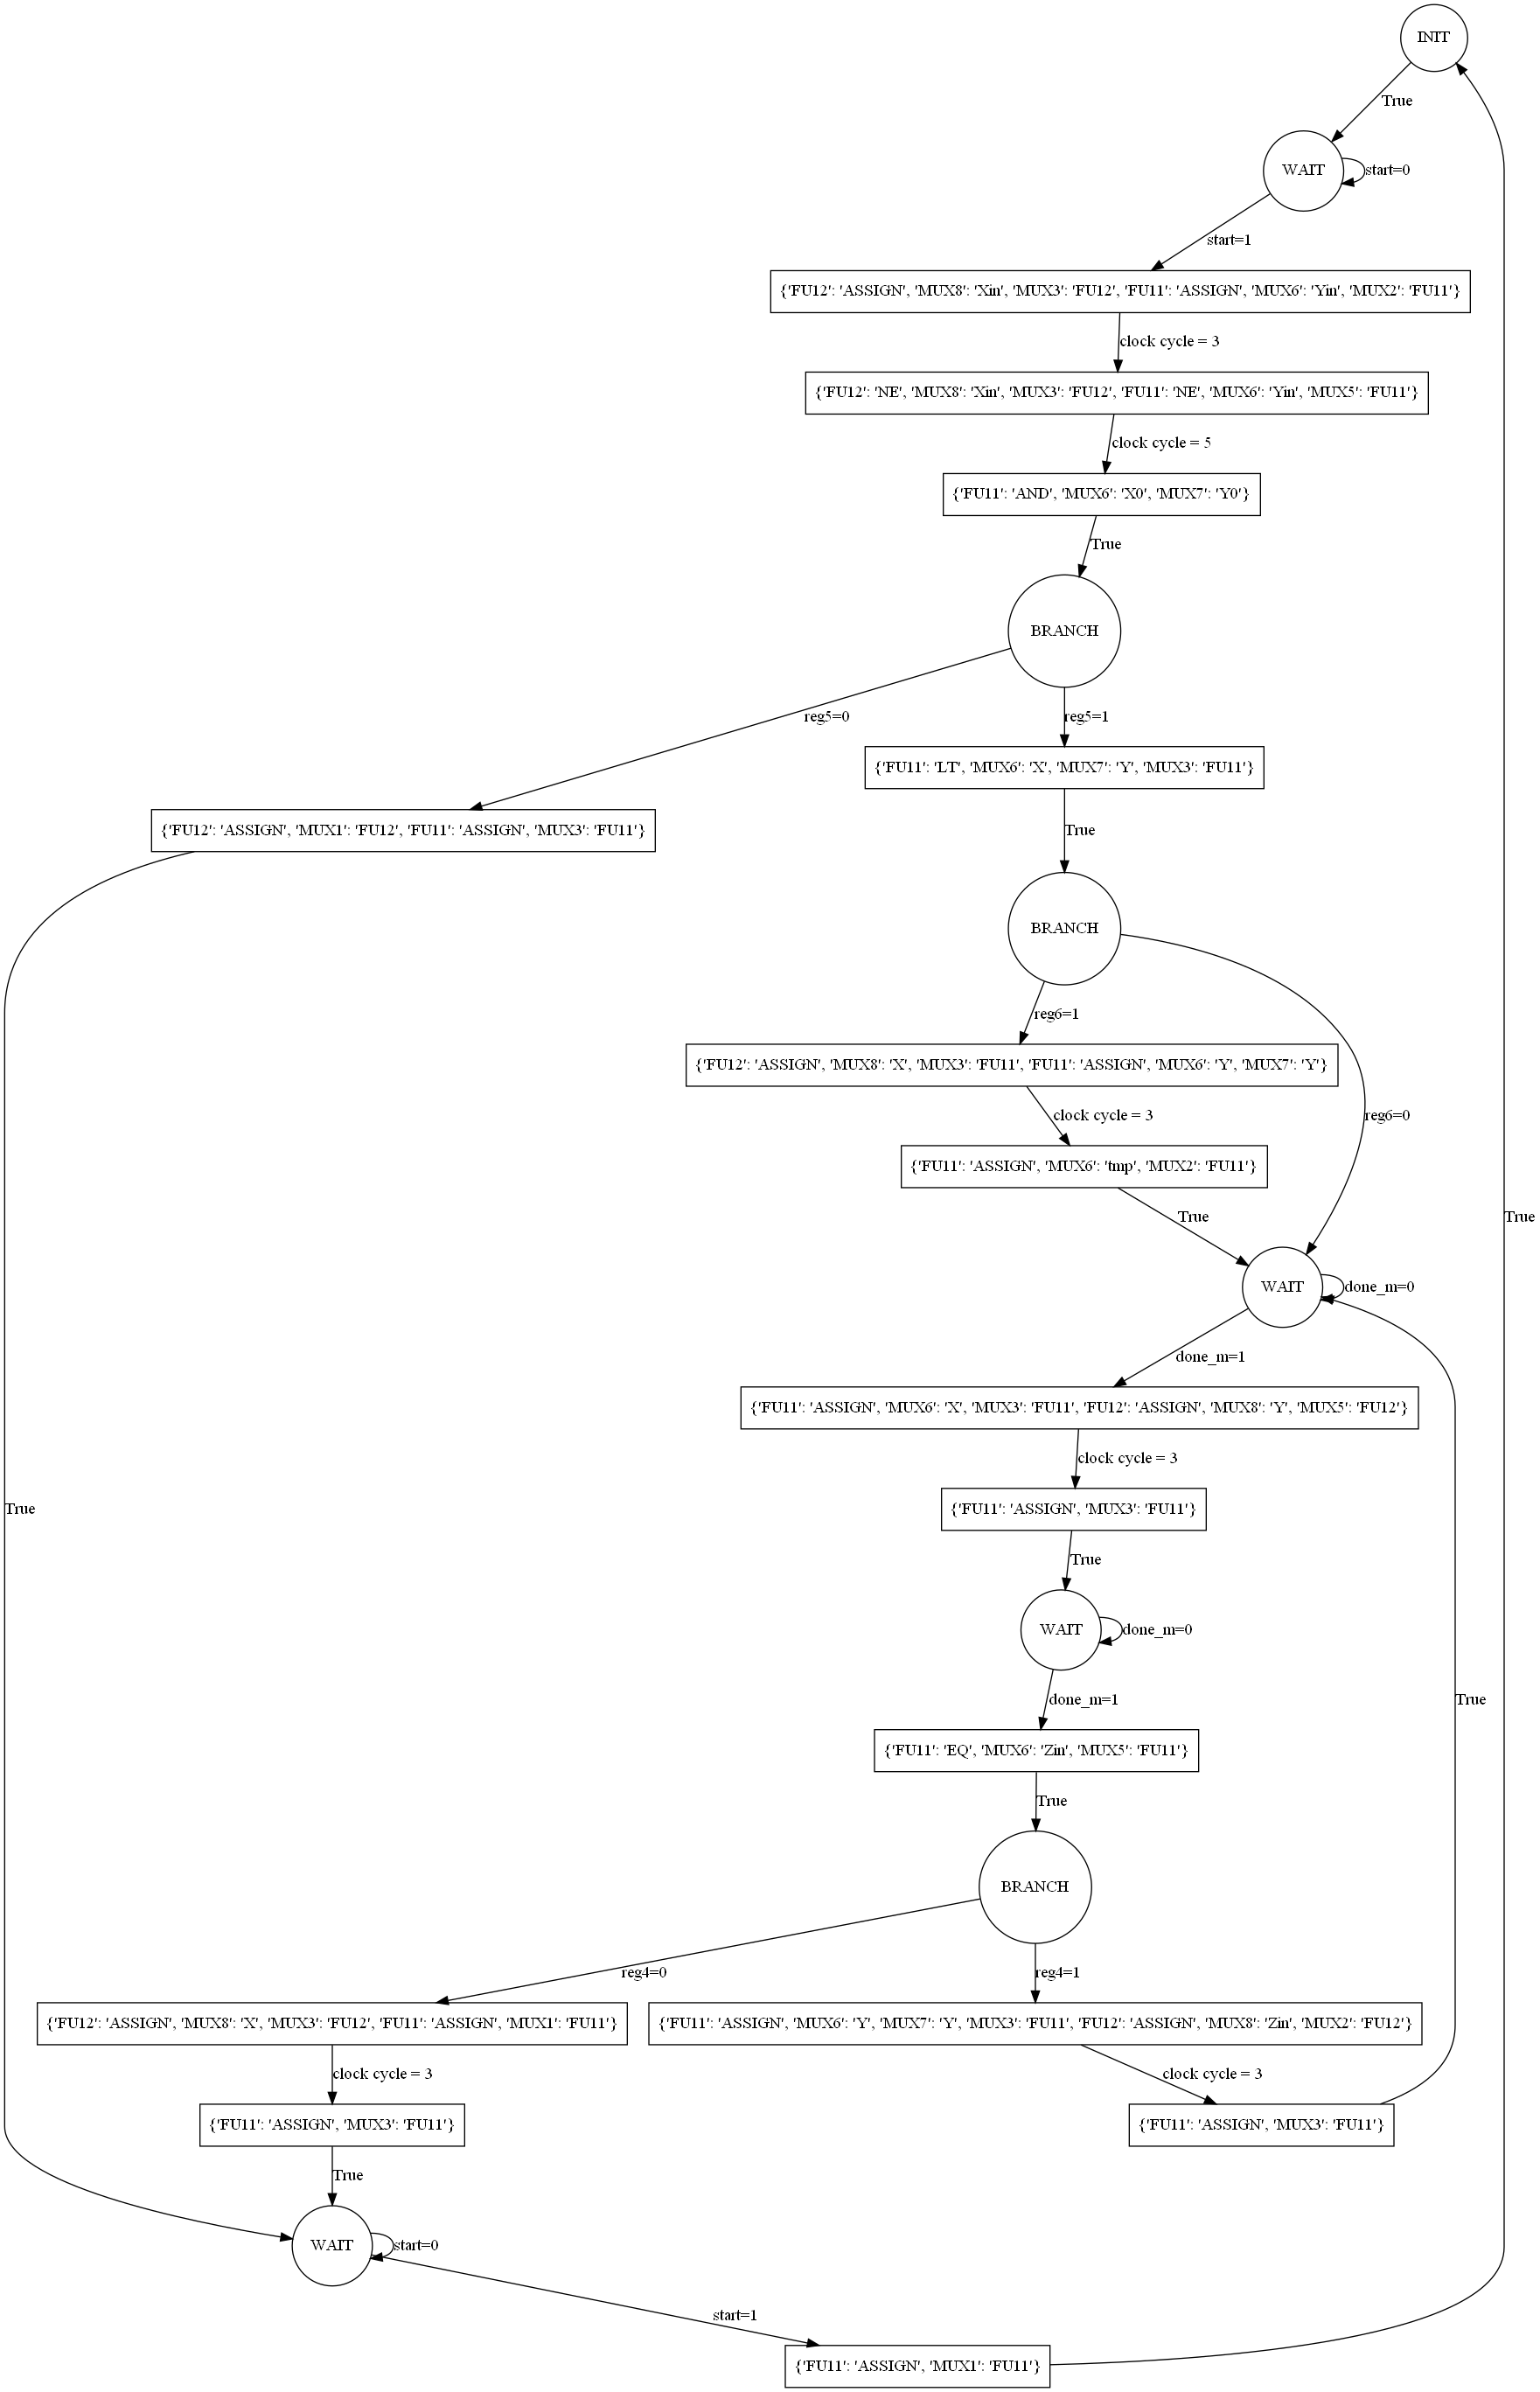 INIT
True
WAIT
start=0
start=1
{'FU12': 'ASSIGN', 'MUX8': 'Xin', 'MUX3': 'FU12', 'FU11': 'ASSIGN', 'MUX6': 'Yin', 'MUX2': 'FU11'}
clock cycle = 3
{'FU12': 'NE', 'MUX8': 'Xin', 'MUX3': 'FU12', 'FU11': 'NE', 'MUX6': 'Yin', 'MUX5': 'FU11'}
clock cycle = 5
{'FU11': 'AND', 'MUX6': 'X0', 'MUX7': 'Y0'}
True
BRANCH
reg5=0
reg5=1
{'FU11': 'LT', 'MUX6': 'X', 'MUX7': 'Y', 'MUX3': 'FU11'}
{'FU12': 'ASSIGN', 'MUX1': 'FU12', 'FU11': 'ASSIGN', 'MUX3': 'FU11'}
True
BRANCH
reg6=1
{'FU12': 'ASSIGN', 'MUX8': 'X', 'MUX3': 'FU11', 'FU11': 'ASSIGN', 'MUX6': 'Y', 'MUX7': 'Y'}
clock cycle = 3
reg6=0
{'FU11': 'ASSIGN', 'MUX6': 'tmp', 'MUX2': 'FU11'}
True
True
WAIT
done_m=0
done_m=1
{'FU11': 'ASSIGN', 'MUX6': 'X', 'MUX3': 'FU11', 'FU12': 'ASSIGN', 'MUX8': 'Y', 'MUX5': 'FU12'}
clock cycle = 3
{'FU11': 'ASSIGN', 'MUX3': 'FU11'}
True
True
WAIT
done_m=0
done_m=1
True
{'FU11': 'EQ', 'MUX6': 'Zin', 'MUX5': 'FU11'}
True
BRANCH
reg4=0
reg4=1
{'FU12': 'ASSIGN', 'MUX8': 'X', 'MUX3': 'FU12', 'FU11': 'ASSIGN', 'MUX1': 'FU11'}
{'FU11': 'ASSIGN', 'MUX6': 'Y', 'MUX7': 'Y', 'MUX3': 'FU11', 'FU12': 'ASSIGN', 'MUX8': 'Zin', 'MUX2': 'FU12'}
clock cycle = 3
clock cycle = 3
{'FU11': 'ASSIGN', 'MUX3': 'FU11'}
{'FU11': 'ASSIGN', 'MUX3': 'FU11'}
True
WAIT
start=0
start=1
{'FU11': 'ASSIGN', 'MUX1': 'FU11'}